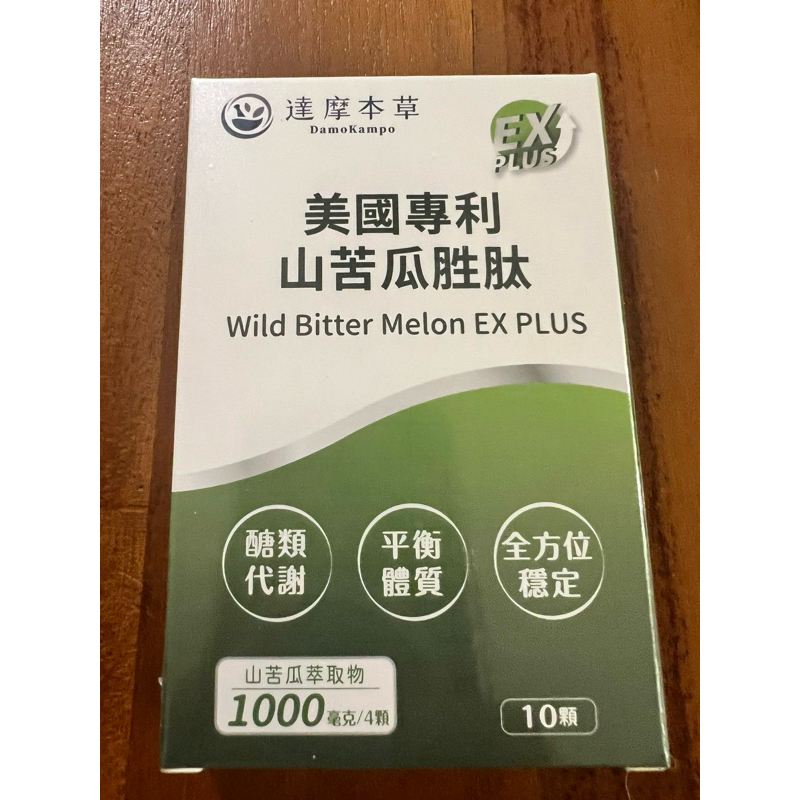 達摩本草
DamoKampo
EX
PLUS
美國專利
山苦瓜胜肽
Wild Bitter Melon EX PLUS
醣類
代謝
平衡
體質
全方位
穩定
山苦瓜萃取物
1000毫克/4顆
10顆